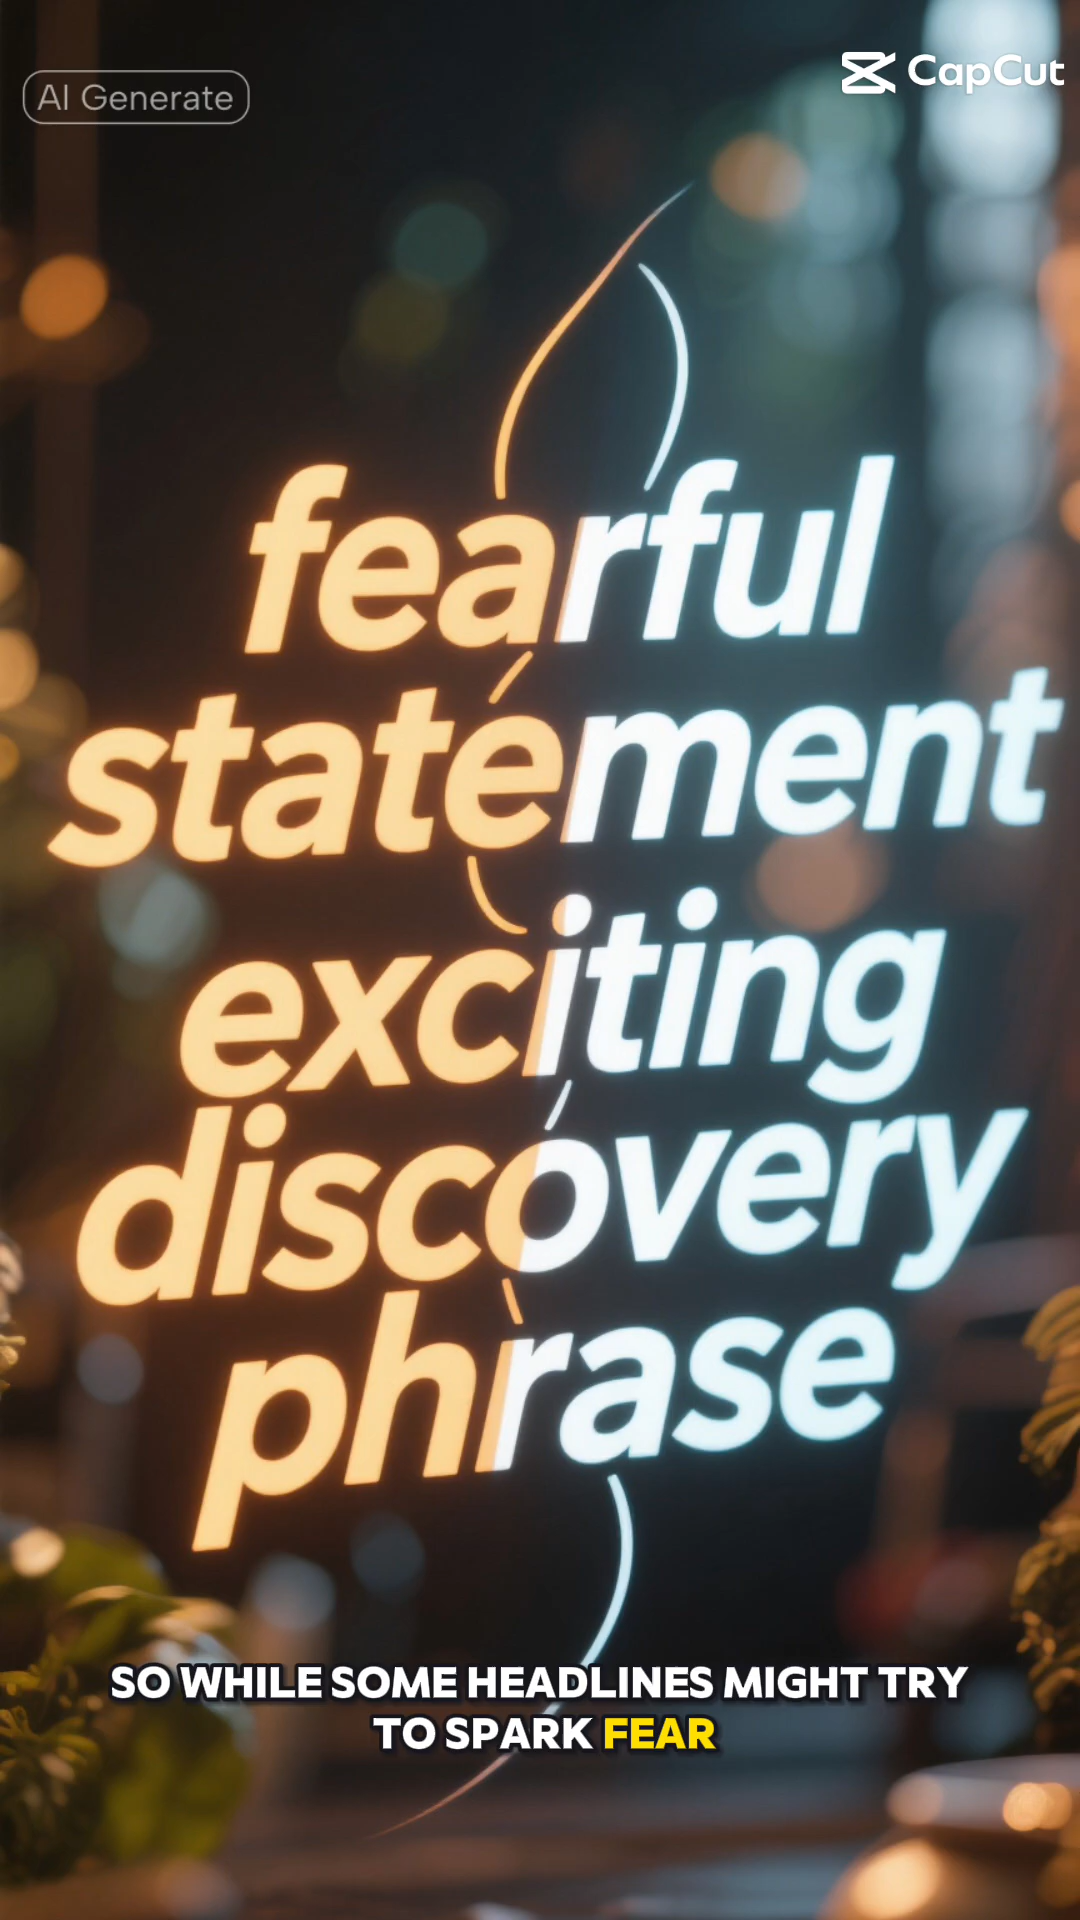 AI Generate
CapCut
fearful
statement
exciting
discovery
phrase
SO WHILE SOME HEADLINES MIGHT TRY
TO SPARK FEAR